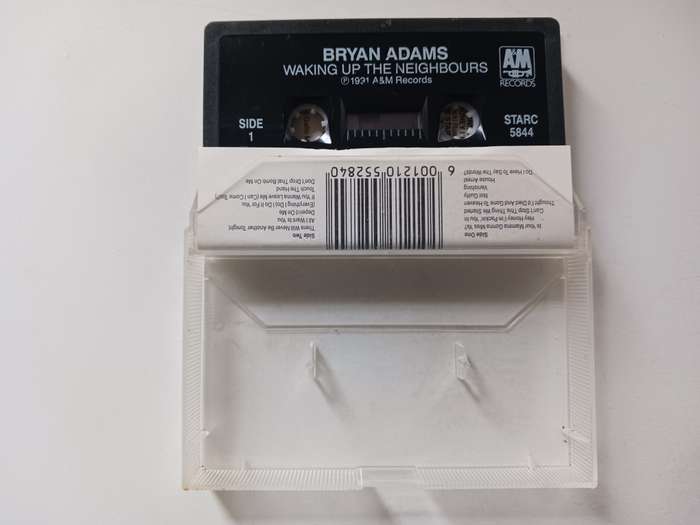 BRYAN ADAMS
WAKING UP THE NEIGHBOURS
℗1991 A&M Records
A&M
RECORDS
SIDE
1
STARC
5844
Side One
Is Your Mamma Gonna Miss Ya?
Hey Honey I'm Packin' You In
Can't Stop This Thing We Started
Thought I'd Died And Gone To Heaven
Not Guilty
Vanishing
House Arrest
Do I Have To Say The Words?
6 001210 552840
Side Two
There Will Never Be Another Tonight
All I Want Is You
Depend On Me
(Everything I Do) I Do It For You
If You Wanna Leave Me (Can I Come Too?)
Touch The Hand
Don't Drop That Bomb On Me